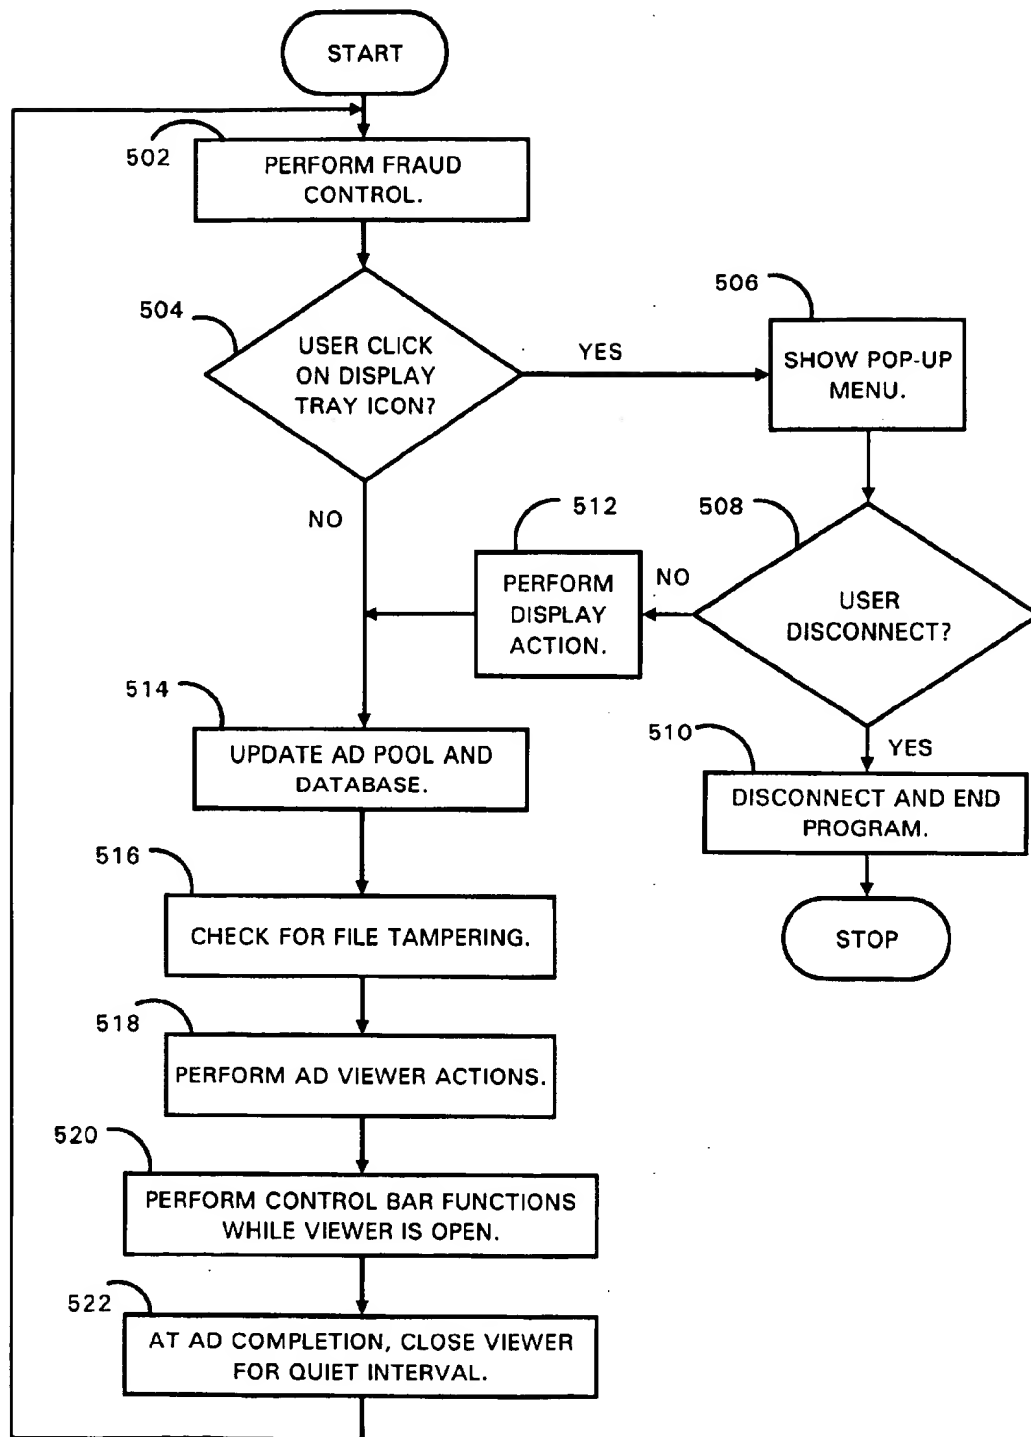 START
502
PERFORM FRAUD
CONTROL.
504
USER CLICK
ON DISPLAY
TRAY ICON?
YES
506
SHOW POP-UP
MENU.
NO
508
USER
DISCONNECT?
NO
512
PERFORM
DISPLAY
ACTION.
YES
510
DISCONNECT AND END
PROGRAM.
STOP
514
UPDATE AD POOL AND
DATABASE.
516
CHECK FOR FILE TAMPERING.
518
PERFORM AD VIEWER ACTIONS.
520
PERFORM CONTROL BAR FUNCTIONS
WHILE VIEWER IS OPEN.
522
AT AD COMPLETION, CLOSE VIEWER
FOR QUIET INTERVAL.